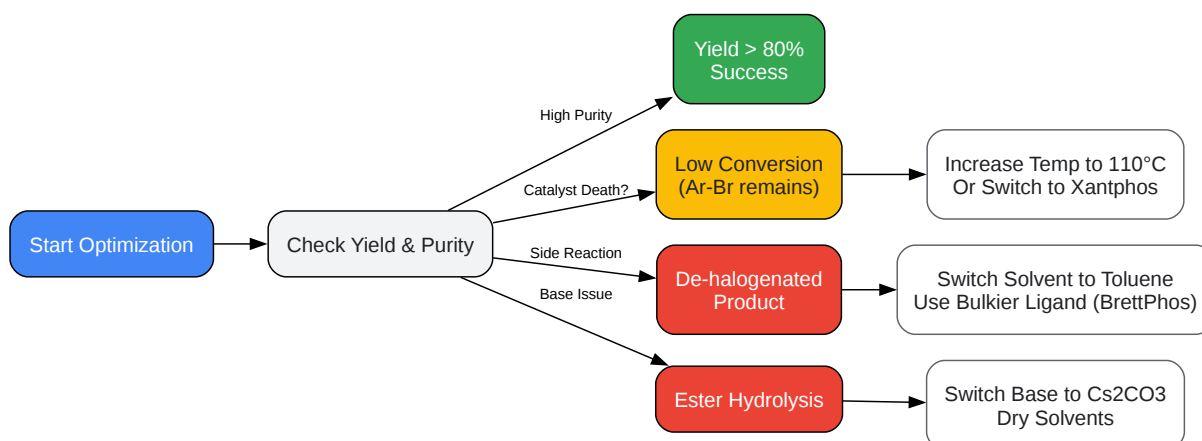 Start Optimization
Check Yield & Purity
High Purity
Catalyst Death?
Side Reaction
Base Issue
Yield > 80%
Success
Low Conversion
(Ar-Br remains)
De-halogenated
Product
Ester Hydrolysis
Increase Temp to 110°C
Or Switch to Xantphos
Switch Solvent to Toluene
Use Bulkier Ligand (BrettPhos)
Switch Base to Cs2CO3
Dry Solvents